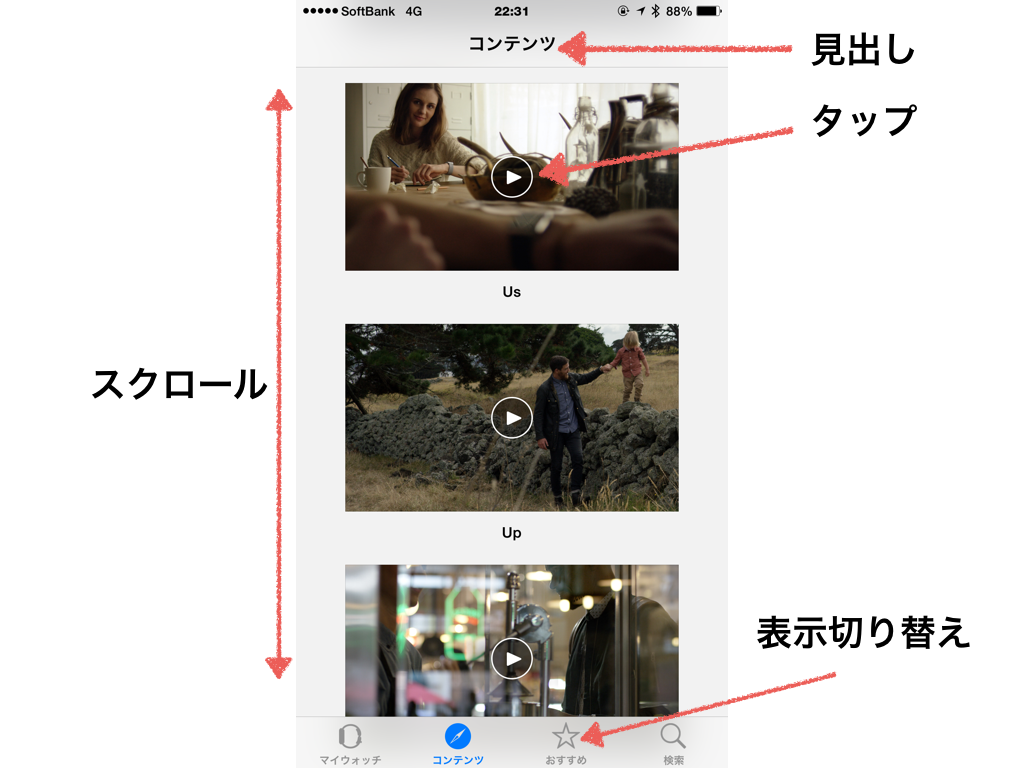 SoftBank 4G 22:31 88%
コンテンツ
見出し
タップ
Us
スクロール
Up
表示切り替え
マイウォッチ コンテンツ おすすめ 検索